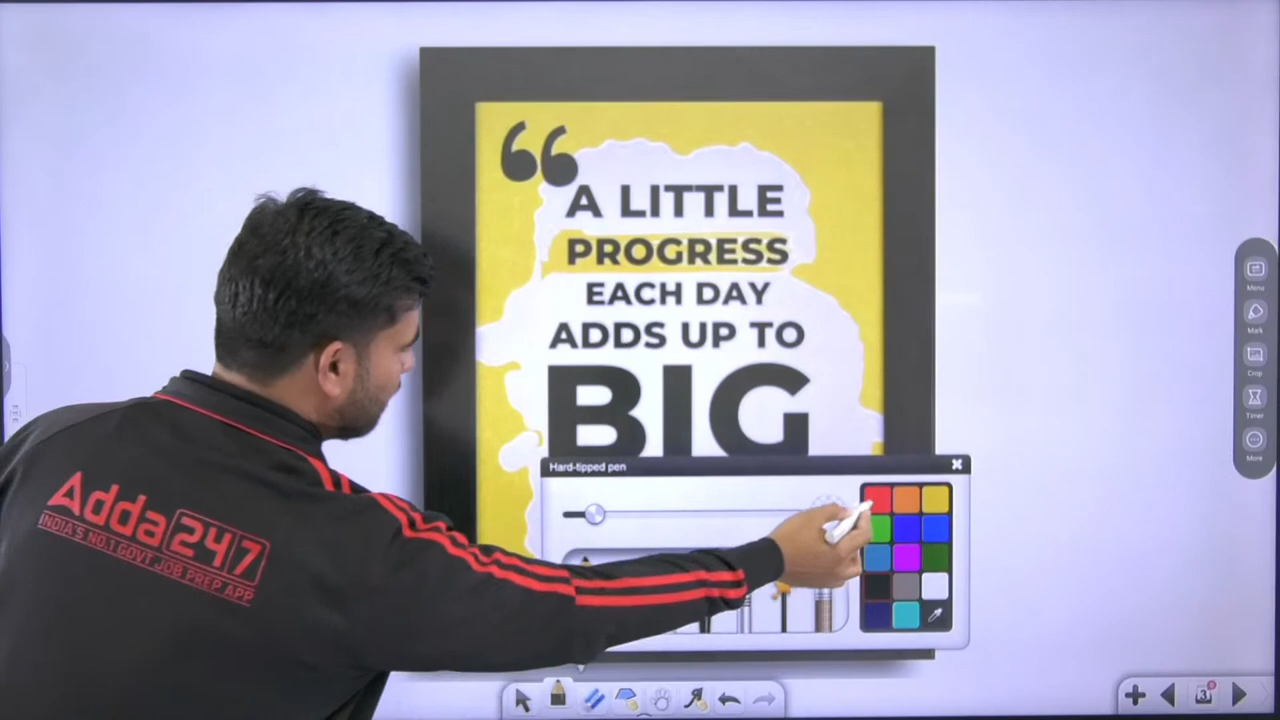 “
A LITTLE
PROGRESS
EACH DAY
ADDS UP TO
BIG
Hard-tipped pen
Adda247
INDIA'S NO.1 GOVT JOB PREP APP
Menu
Mark
Crop
Timer
More
3